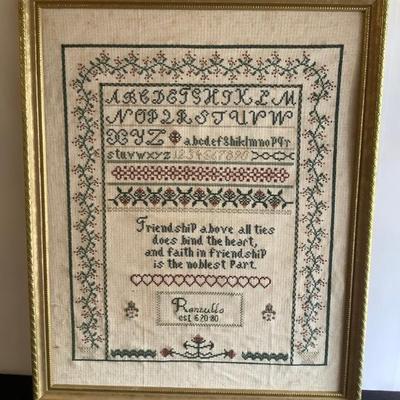 ABCDEFGHIJKLM
NOPQRSTUVW
XYZ abcdefghijklmnopqr
stuvwxyz 1234567890
Friendship above all ties
does bind the heart,
and faith in friendship
is the noblest part.
est. 6·20·80